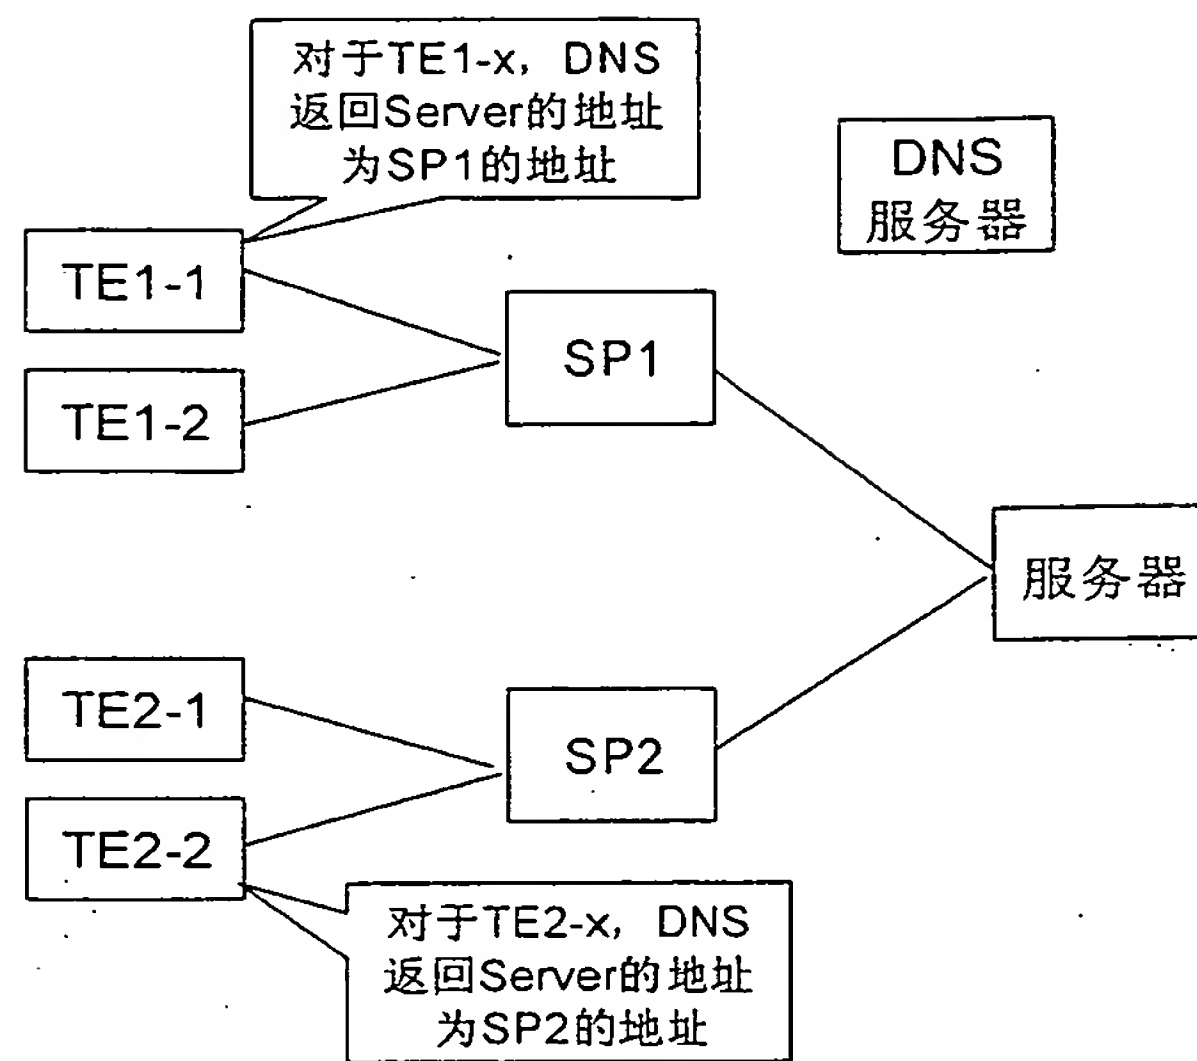 对于TE1-x，DNS
返回Server的地址
为SP1的地址
DNS
服务器
TE1-1
SP1
TE1-2
服务器
TE2-1
SP2
TE2-2
对于TE2-x，DNS
返回Server的地址
为SP2的地址